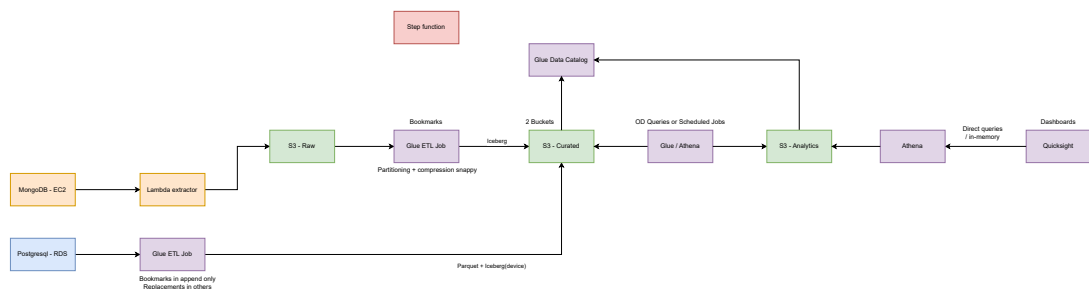 Step function
Glue Data Catalog
Bookmarks
2 Buckets
OD Queries or Scheduled Jobs
Dashboards
Direct queries
/ in-memory
Iceberg
S3 - Raw
Glue ETL Job
S3 - Curated
Glue / Athena
S3 - Analytics
Athena
Quicksight
Partitioning + compression snappy
MongoDB - EC2
Lambda extractor
Postgresql - RDS
Glue ETL Job
Parquet + Iceberg(device)
Bookmarks in append only
Replacements in others